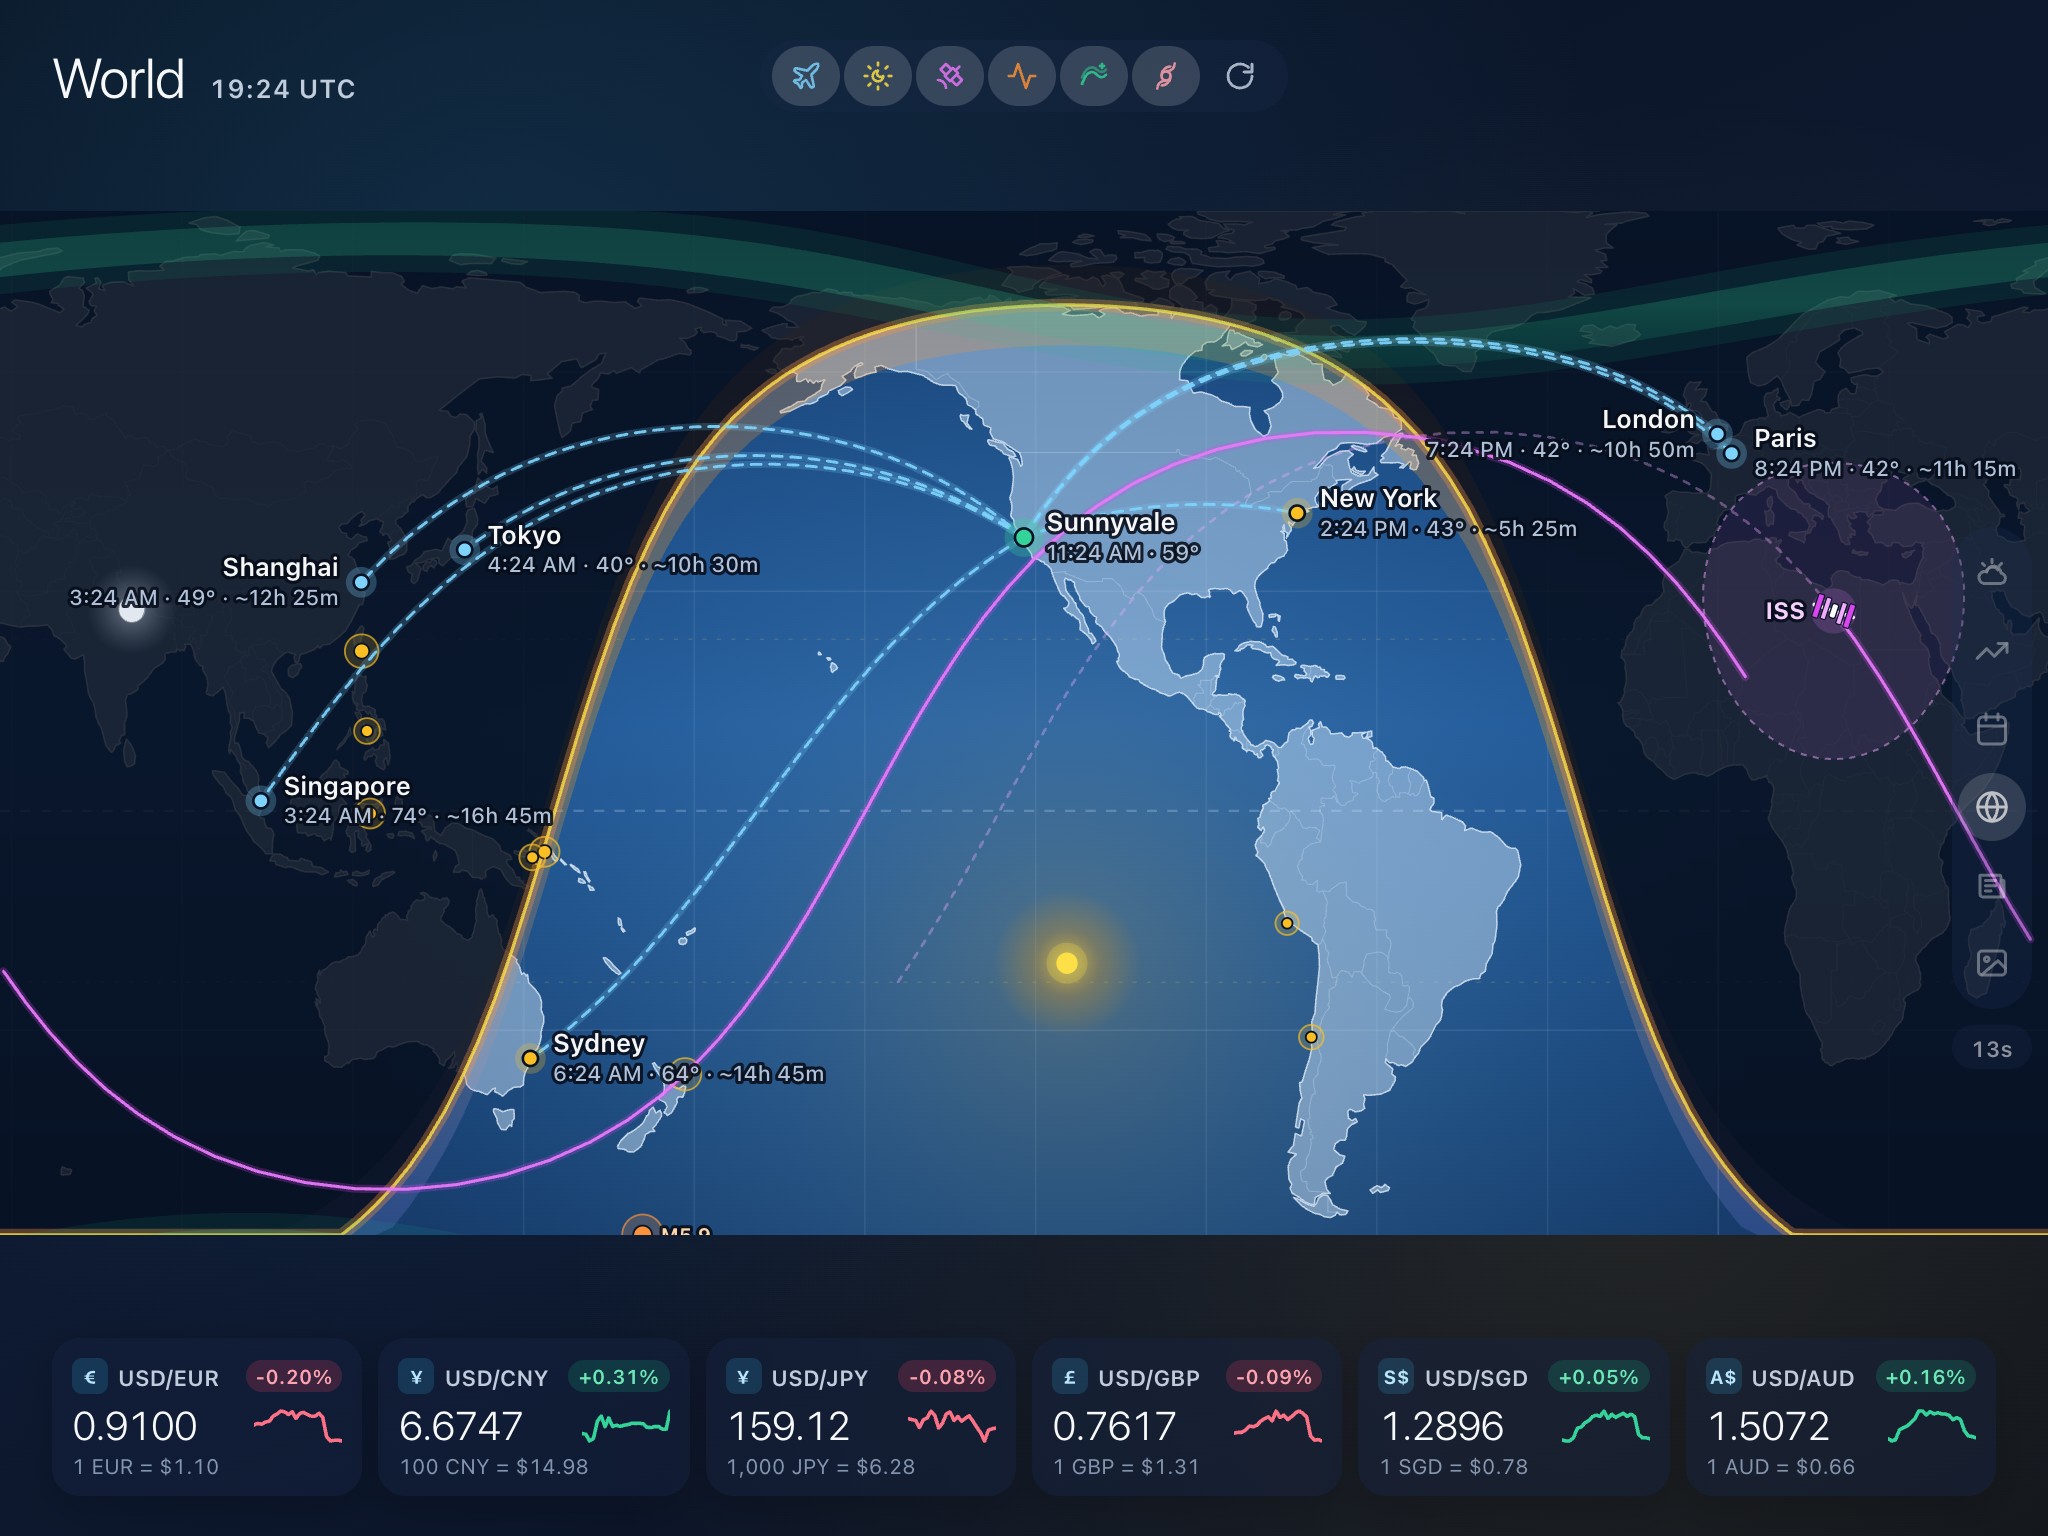 World 19:24 UTC
London
7:24 PM · 42° · ~10h 50m
Paris
8:24 PM · 42° · ~11h 15m
New York
2:24 PM · 43° · ~5h 25m
Sunnyvale
11:24 AM · 59°
Tokyo
4:24 AM · 40° · ~10h 30m
Shanghai
3:24 AM · 49° · ~12h 25m
ISS
Singapore
3:24 AM · 74° · ~16h 45m
Sydney
6:24 AM · 64° · ~14h 45m
13s
M5.9
€ USD/EUR -0.20%
0.9100
1 EUR = $1.10
¥ USD/CNY +0.31%
6.6747
100 CNY = $14.98
¥ USD/JPY -0.08%
159.12
1,000 JPY = $6.28
£ USD/GBP -0.09%
0.7617
1 GBP = $1.31
S$ USD/SGD +0.05%
1.2896
1 SGD = $0.78
A$ USD/AUD +0.16%
1.5072
1 AUD = $0.66